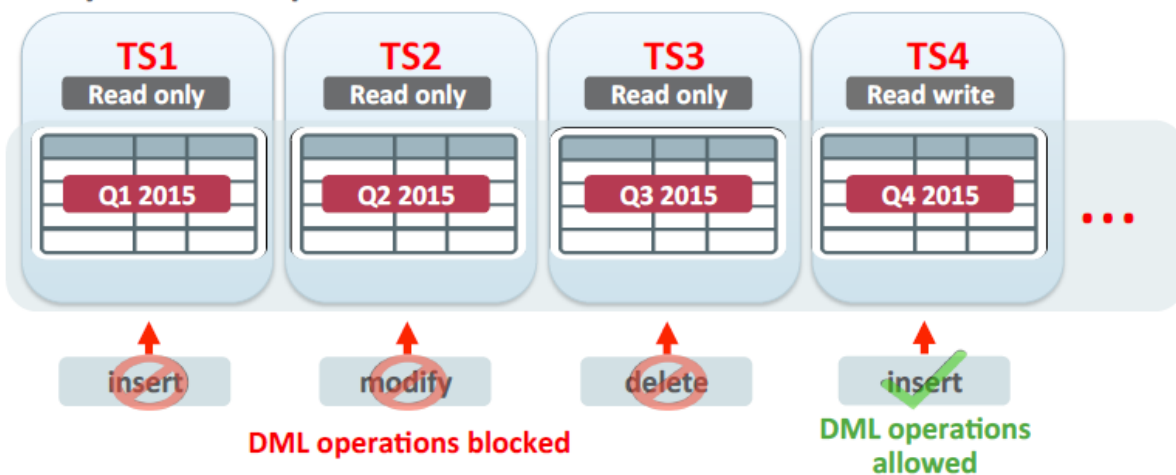 TS1 TS2 TS3 TS4
Read only Read only Read only Read write
Q1 2015 Q2 2015 Q3 2015 Q4 2015
...
insert modify delete insert
DML operations blocked
DML operations
allowed